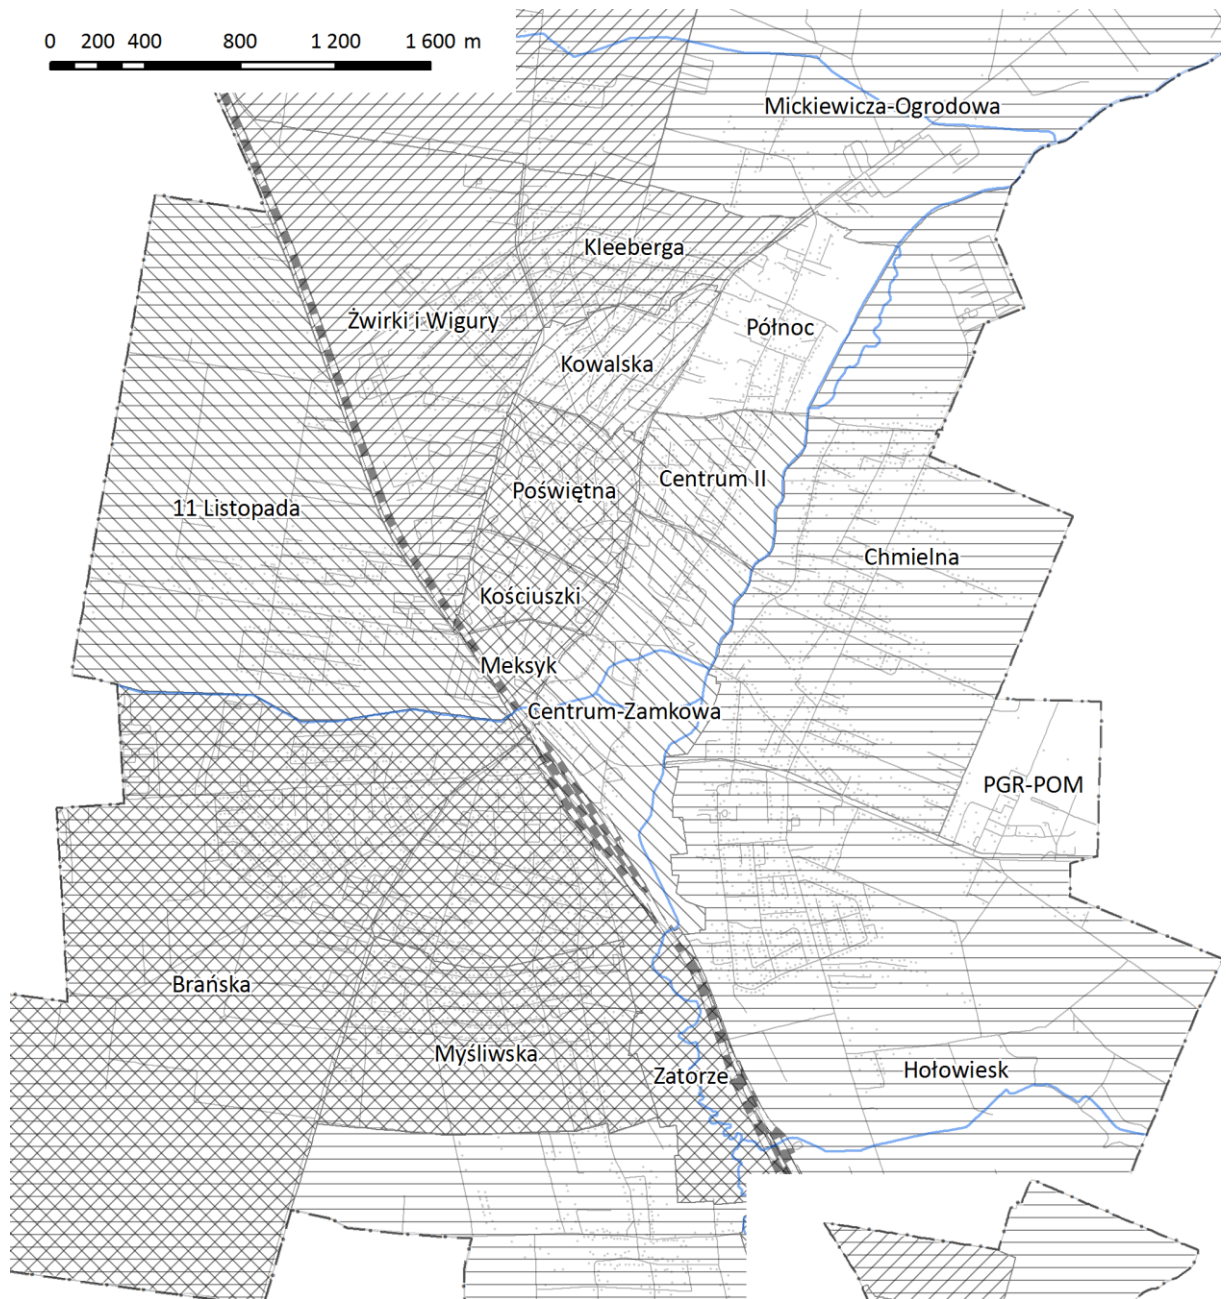 0 200 400 800 1 200 1 600 m
Mickiewicza-Ogrodowa
Kleeberga
Żwirki i Wigury
Północ
Kowalska
Centrum II
Poświętna
11 Listopada
Chmielna
Kościuszki
Meksyk
Centrum-Zamkowa
PGR-POM
Brańska
Myśliwska
Zatorze
Hołowiesk